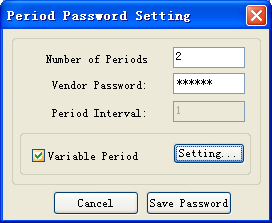 Period Password Setting
Number of Periods 2
Vendor Password: ******
Period Interval: 1
Variable Period Setting...
Cancel Save Password